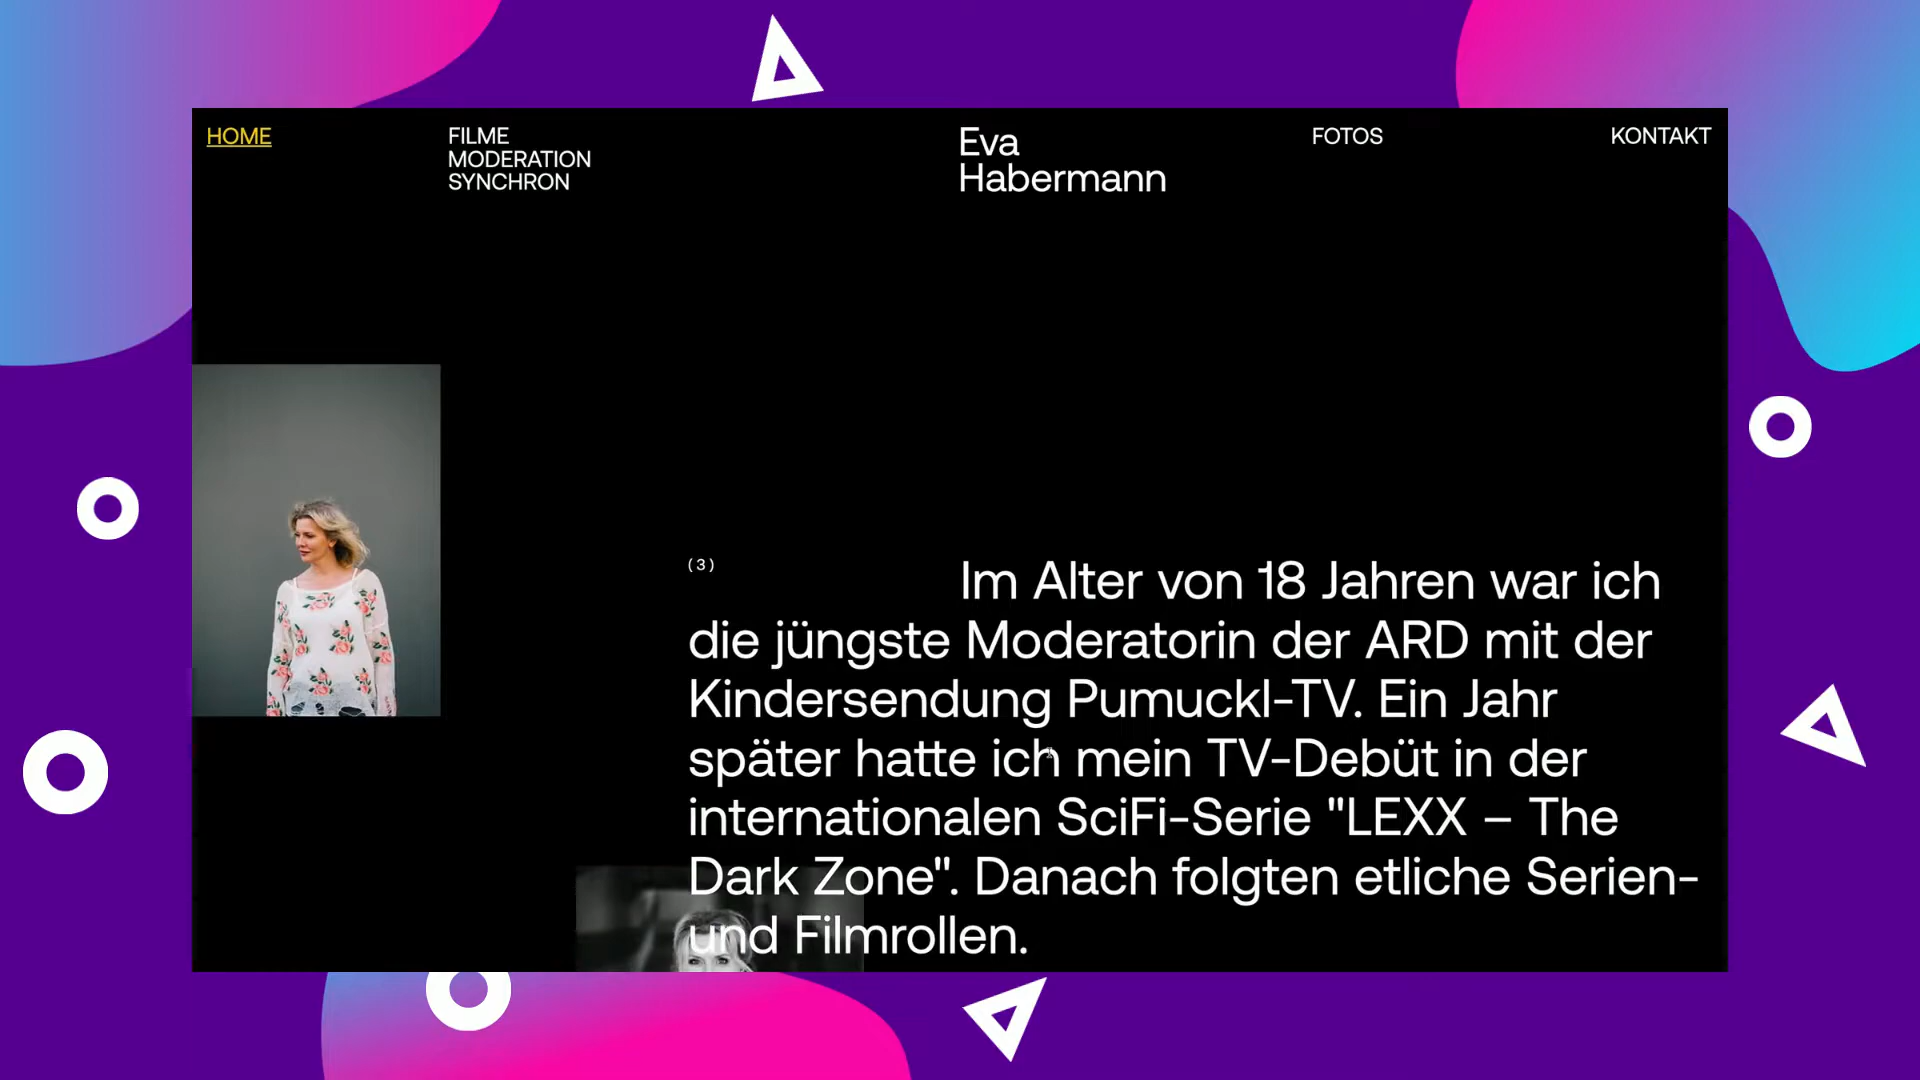 HOME
FILME
MODERATION
SYNCHRON
Eva
Habermann
FOTOS
KONTAKT
(3)
Im Alter von 18 Jahren war ich
die jüngste Moderatorin der ARD mit der
Kindersendung Pumuckl-TV. Ein Jahr
später hatte ich mein TV-Debüt in der
internationalen SciFi-Serie "LEXX – The
Dark Zone". Danach folgten etliche Serien-
und Filmrollen.